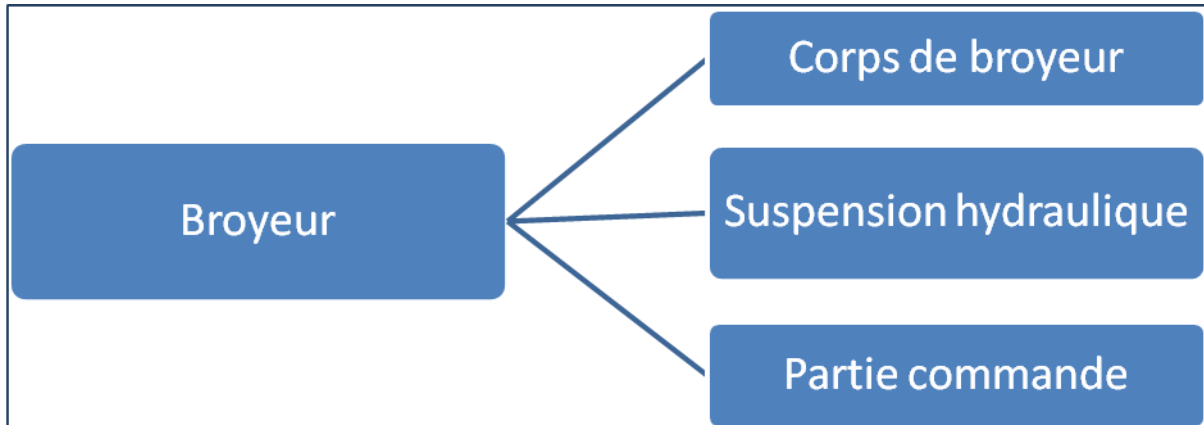 Broyeur
Corps de broyeur
Suspension hydraulique
Partie commande